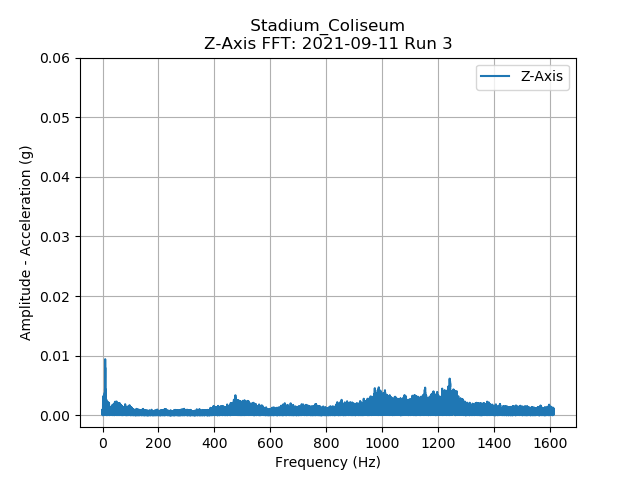 Stadium_Coliseum
Z-Axis FFT: 2021-09-11 Run 3
Z-Axis
0.06
0.05
0.04
0.03
0.02
0.01
0.00
Amplitude - Acceleration (g)
0 200 400 600 800 1000 1200 1400 1600
Frequency (Hz)